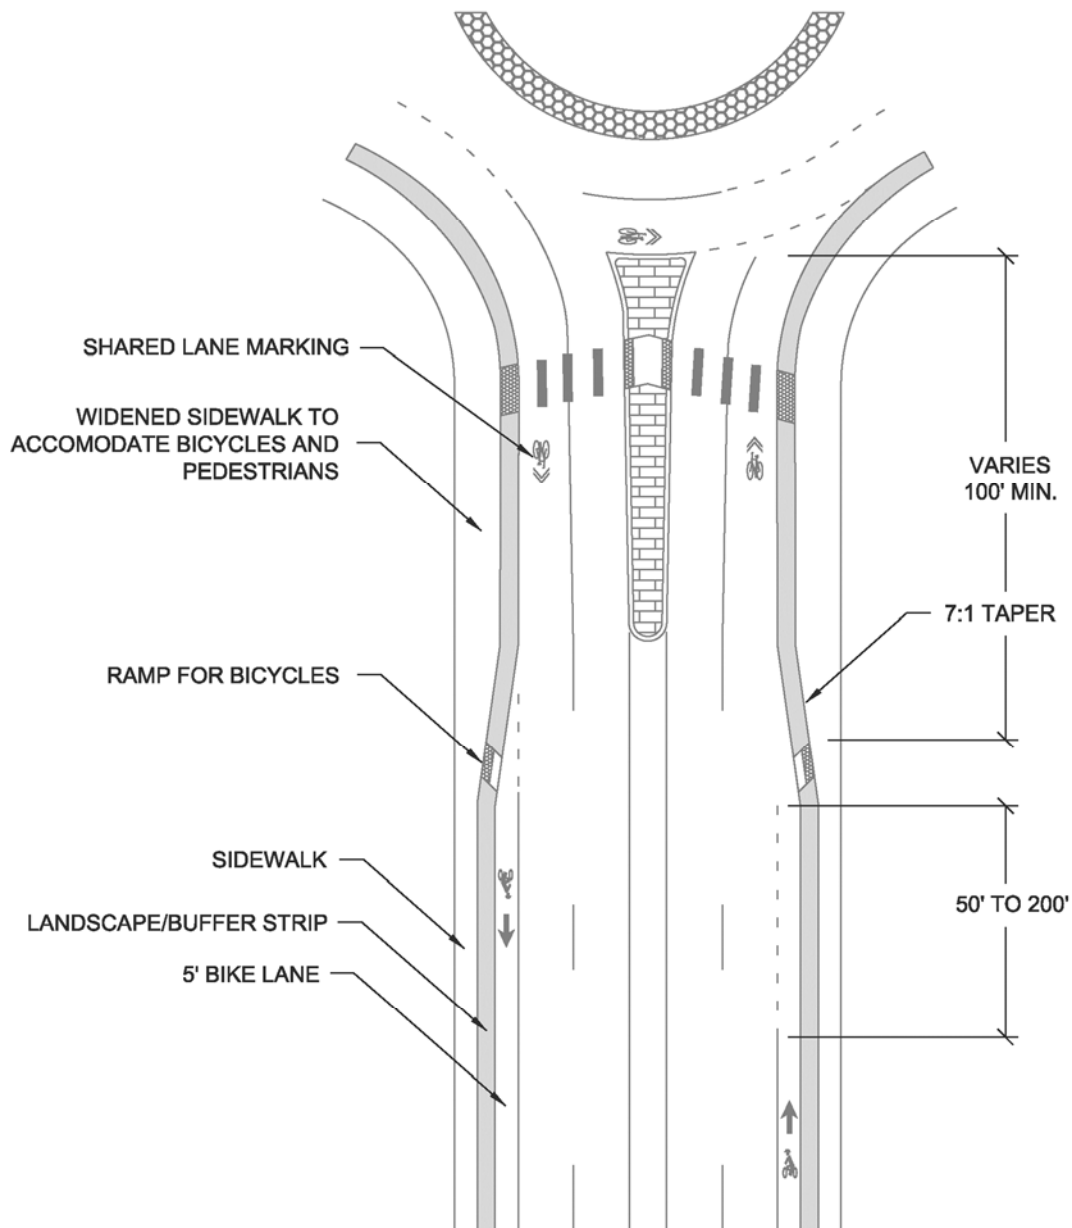 SHARED LANE MARKING
WIDENED SIDEWALK TO
ACCOMODATE BICYCLES AND
PEDESTRIANS
VARIES
100' MIN.
7:1 TAPER
RAMP FOR BICYCLES
SIDEWALK
50' TO 200'
LANDSCAPE/BUFFER STRIP
5' BIKE LANE